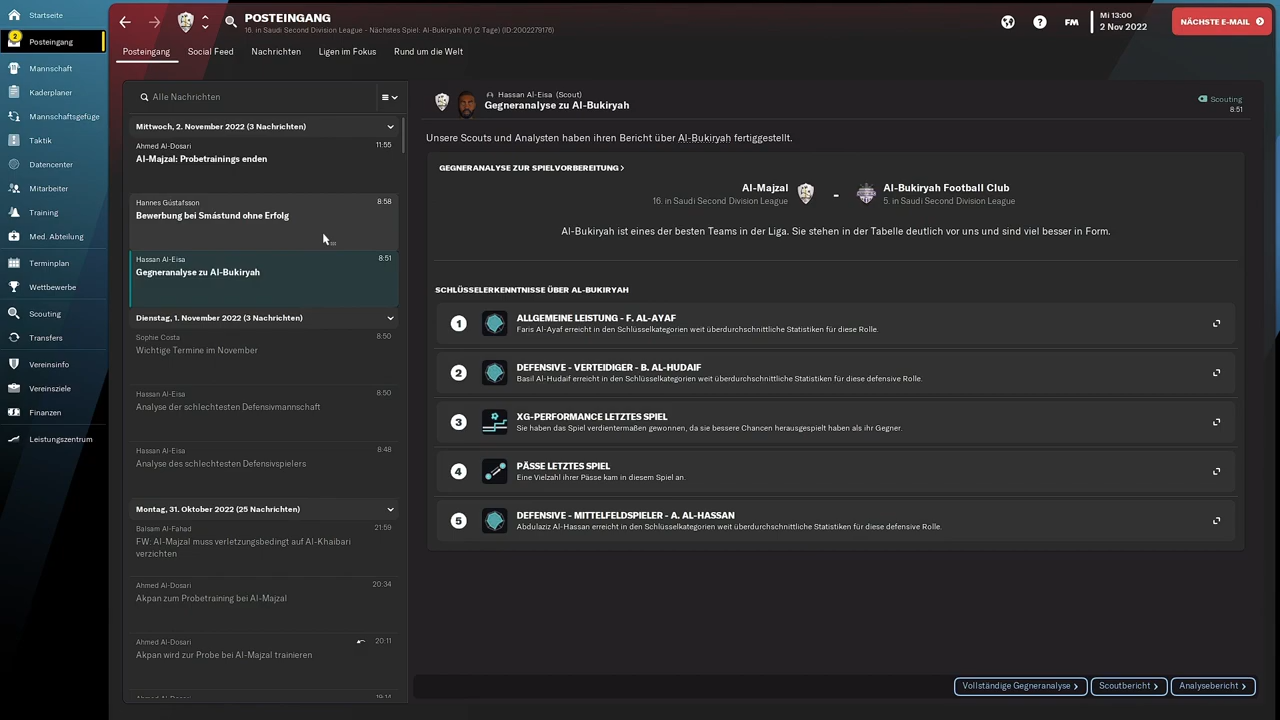 Startseite
2
Posteingang
Mannschaft
Kaderplaner
Mannschaftsgefüge
Taktik
Datencenter
Mitarbeiter
Training
Med. Abteilung
Terminplan
Wettbewerbe
Scouting
Transfers
Vereinsinfo
Vereinsziele
Finanzen
Leistungszentrum
POSTEINGANG
16. in Saudi Second Division League - Nächstes Spiel: Al-Bukiryah (H) (2 Tage) (ID:2002279176)
FM
Mi 13:00
2 Nov 2022
NÄCHSTE E-MAIL
Posteingang
Social Feed
Nachrichten
Ligen im Fokus
Rund um die Welt
Alle Nachrichten
Mittwoch, 2. November 2022 (3 Nachrichten)
Ahmed Al-Dosari 11:55
Al-Majzal: Probetrainings enden
Hannes Gústafsson 8:58
Bewerbung bei Smástund ohne Erfolg
Hassan Al-Eisa 8:51
Gegneranalyse zu Al-Bukiryah
Dienstag, 1. November 2022 (3 Nachrichten)
Sophie Costa 8:50
Wichtige Termine im November
Hassan Al-Eisa 8:50
Analyse der schlechtesten Defensivmannschaft
Hassan Al-Eisa 8:48
Analyse des schlechtesten Defensivspielers
Montag, 31. Oktober 2022 (25 Nachrichten)
Balsam Al-Fahad 21:59
FW: Al-Majzal muss verletzungsbedingt auf Al-Khaibari
verzichten
Ahmed Al-Dosari 20:34
Akpan zum Probetraining bei Al-Majzal
Ahmed Al-Dosari 20:11
Akpan wird zur Probe bei Al-Majzal trainieren
Ahmed Al-Dosari 19:14
Hassan Al-Eisa (Scout)
Gegneranalyse zu Al-Bukiryah
Scouting
8:51
Unsere Scouts und Analysten haben ihren Bericht über Al-Bukiryah fertiggestellt.
GEGNERANALYSE ZUR SPIELVORBEREITUNG
Al-Majzal
16. in Saudi Second Division League
-
Al-Bukiryah Football Club
5. in Saudi Second Division League
Al-Bukiryah ist eines der besten Teams in der Liga. Sie stehen in der Tabelle deutlich vor uns und sind viel besser in Form.
SCHLÜSSELERKENNTNISSE ÜBER AL-BUKIRYAH
1
ALLGEMEINE LEISTUNG - F. AL-AYAF
Faris Al-Ayaf erreicht in den Schlüsselkategorien weit überdurchschnittliche Statistiken für diese Rolle.
2
DEFENSIVE - VERTEIDIGER - B. AL-HUDAIF
Basil Al-Hudaif erreicht in den Schlüsselkategorien weit überdurchschnittliche Statistiken für diese defensive Rolle.
3
XG-PERFORMANCE LETZTES SPIEL
Sie haben das Spiel verdientermaßen gewonnen, da sie bessere Chancen herausgespielt haben als ihr Gegner.
4
PÄSSE LETZTES SPIEL
Eine Vielzahl ihrer Pässe kam in diesem Spiel an.
5
DEFENSIVE - MITTELFELDSPIELER - A. AL-HASSAN
Abdulaziz Al-Hassan erreicht in den Schlüsselkategorien weit überdurchschnittliche Statistiken für diese defensive Rolle.
Vollständige Gegneranalyse
Scoutbericht
Analysebericht